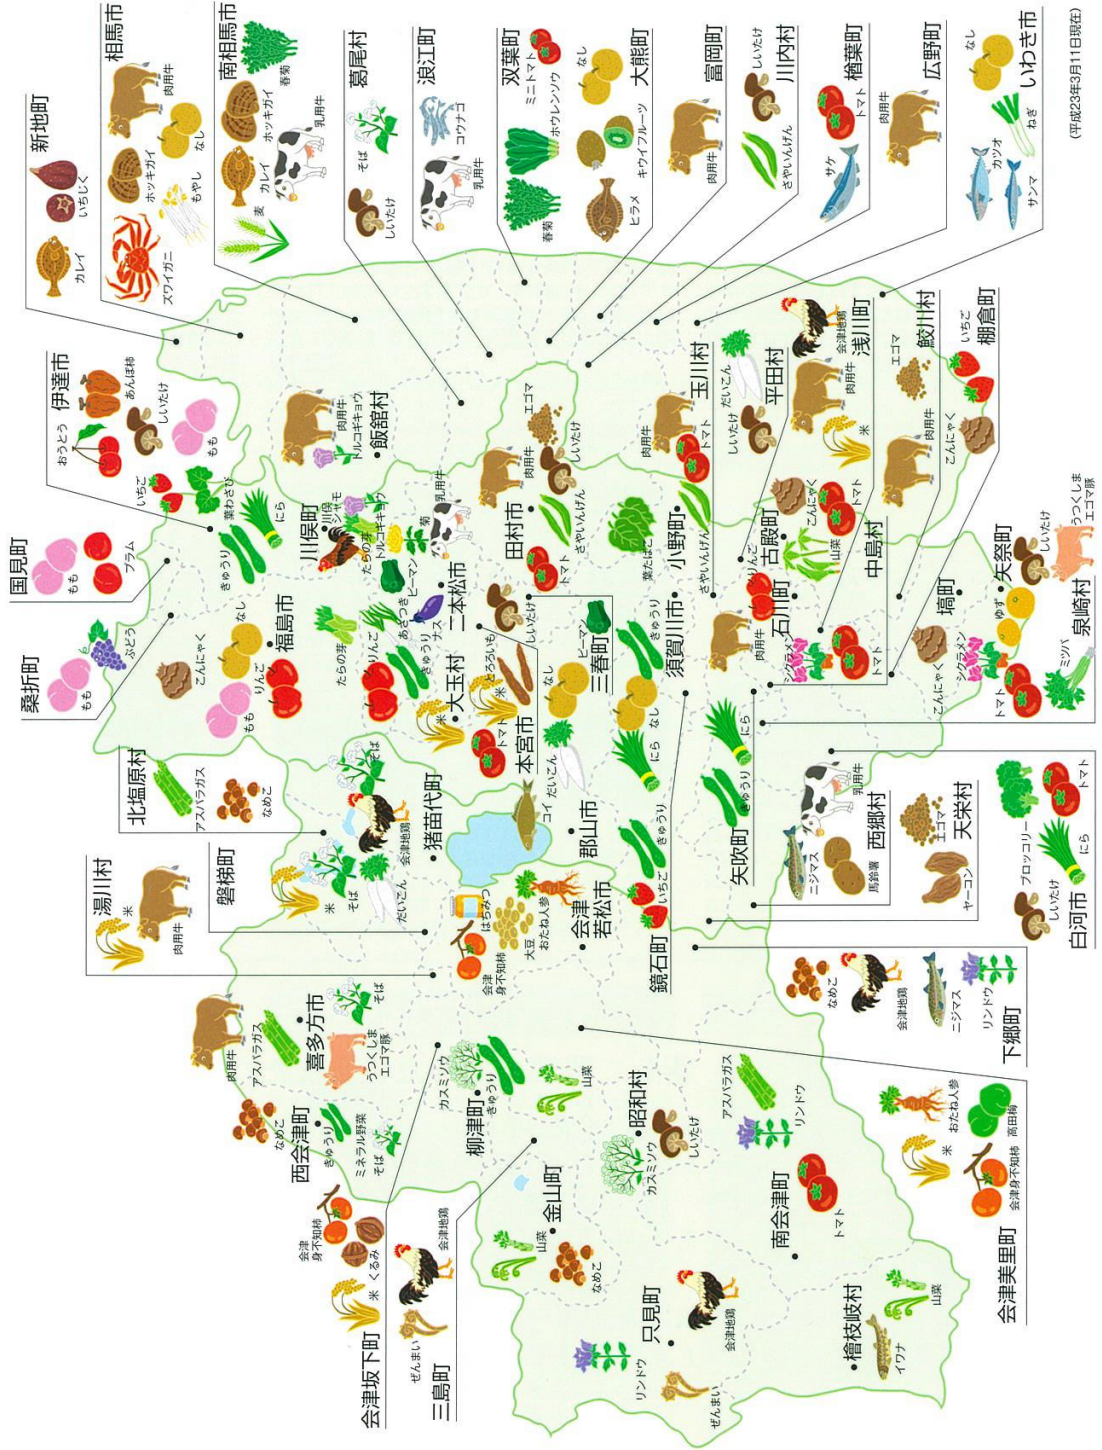 新地町
いちじく
カレイ
相馬市
肉用牛
ホッキガイ
なし
ズワイガニ
もやし
南相馬市
春菊
ホッキガイ
カレイ
乳用牛
麦
葛尾村
そば
しいたけ
浪江町
コウナゴ
乳用牛
双葉町
ミニトマト
ホウレンソウ
春菊
大熊町
なし
キウイフルーツ
ヒラメ
富岡町
肉用牛
川内村
しいたけ
さやいんげん
楢葉町
トマト
サケ
広野町
肉用牛
いわき市
なし
ねぎ
カツオ
サンマ
(平成23年3月11日現在)
伊達市
おうとう
あんぽ柿
しいたけ
もも
いちご
葉わさび
にら
きゅうり
国見町
もも
プラム
桑折町
もも
ぶどう
福島市
なし
こんにゃく
りんご
もも
川俣町
川俣
シャモ
トルコギキョウ
たらの芽
飯舘村
肉用牛
トルコギキョウ
二本松市
乳用牛
菊
ピーマン
ナス
あさつき
きゅうり
りんご
たらの芽
大玉村
米
本宮市
とろろいも
米
トマト
田村市
エゴマ
しいたけ
肉用牛
さやいんげん
トマト
葉たばこ
三春町
しいたけ
ピーマン
なし
小野町
さやいんげん
トマト
肉用牛
玉川村
さやいんげん
平田村
だいこん
しいたけ
浅川町
会津地鶏
肉用牛
米
鮫川村
エゴマ
肉用牛
棚倉町
いちご
こんにゃく
古殿町
こんにゃく
トマト
山菜
石川町
りんご
肉用牛
中島村
シクラメン
トマト
塙町
こんにゃく
シクラメン
トマト
矢祭町
しいたけ
うつくしま
エゴマ豚
ゆず
泉崎村
ミツバ
須賀川市
きゅうり
なし
にら
郡山市
コイ
だいこん
鏡石町
きゅうり
いちご
矢吹町
にら
きゅうり
西郷村
乳用牛
ニジマス
馬鈴薯
天栄村
エゴマ
ヤーコン
白河市
トマト
ブロッコリー
にら
しいたけ
北塩原村
アスパラガス
なめこ
猪苗代町
そば
会津地鶏
だいこん
磐梯町
米
そば
湯川村
米
肉用牛
会津
若松市
はちみつ
会津
身不知柿
大豆
おたね人参
喜多方市
そば
肉用牛
アスパラガス
うつくしま
エゴマ豚
西会津町
なめこ
きゅうり
ミネラル野菜
そば
会津坂下町
会津
身不知柿
くるみ
米
柳津町
カスミソウ
きゅうり
三島町
会津地鶏
ぜんまい
山菜
金山町
山菜
なめこ
昭和村
カスミソウ
しいたけ
下郷町
なめこ
会津地鶏
ニジマス
リンドウ
会津美里町
おたね人参
高田梅
米
会津身不知柿
南会津町
アスパラガス
リンドウ
トマト
只見町
会津地鶏
リンドウ
ぜんまい
檜枝岐村
山菜
イワナ